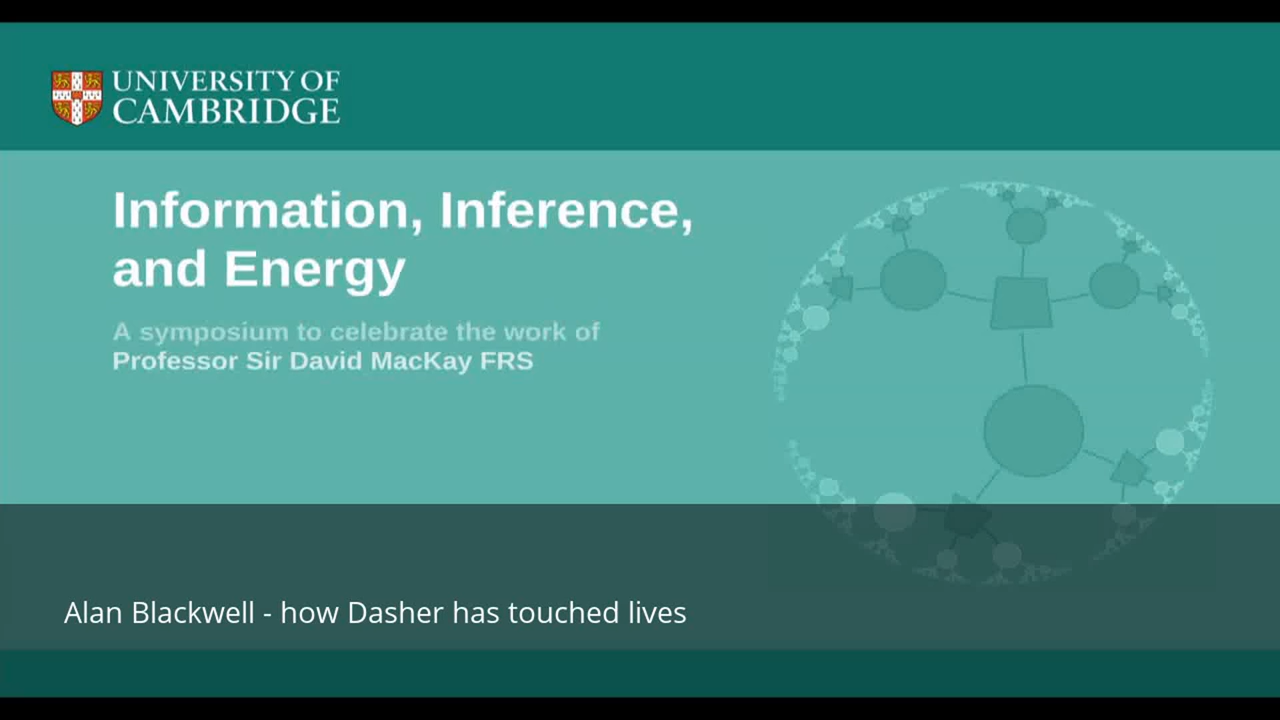 UNIVERSITY OF
CAMBRIDGE
Information, Inference,
and Energy
A symposium to celebrate the work of
Professor Sir David MacKay FRS
Alan Blackwell - how Dasher has touched lives